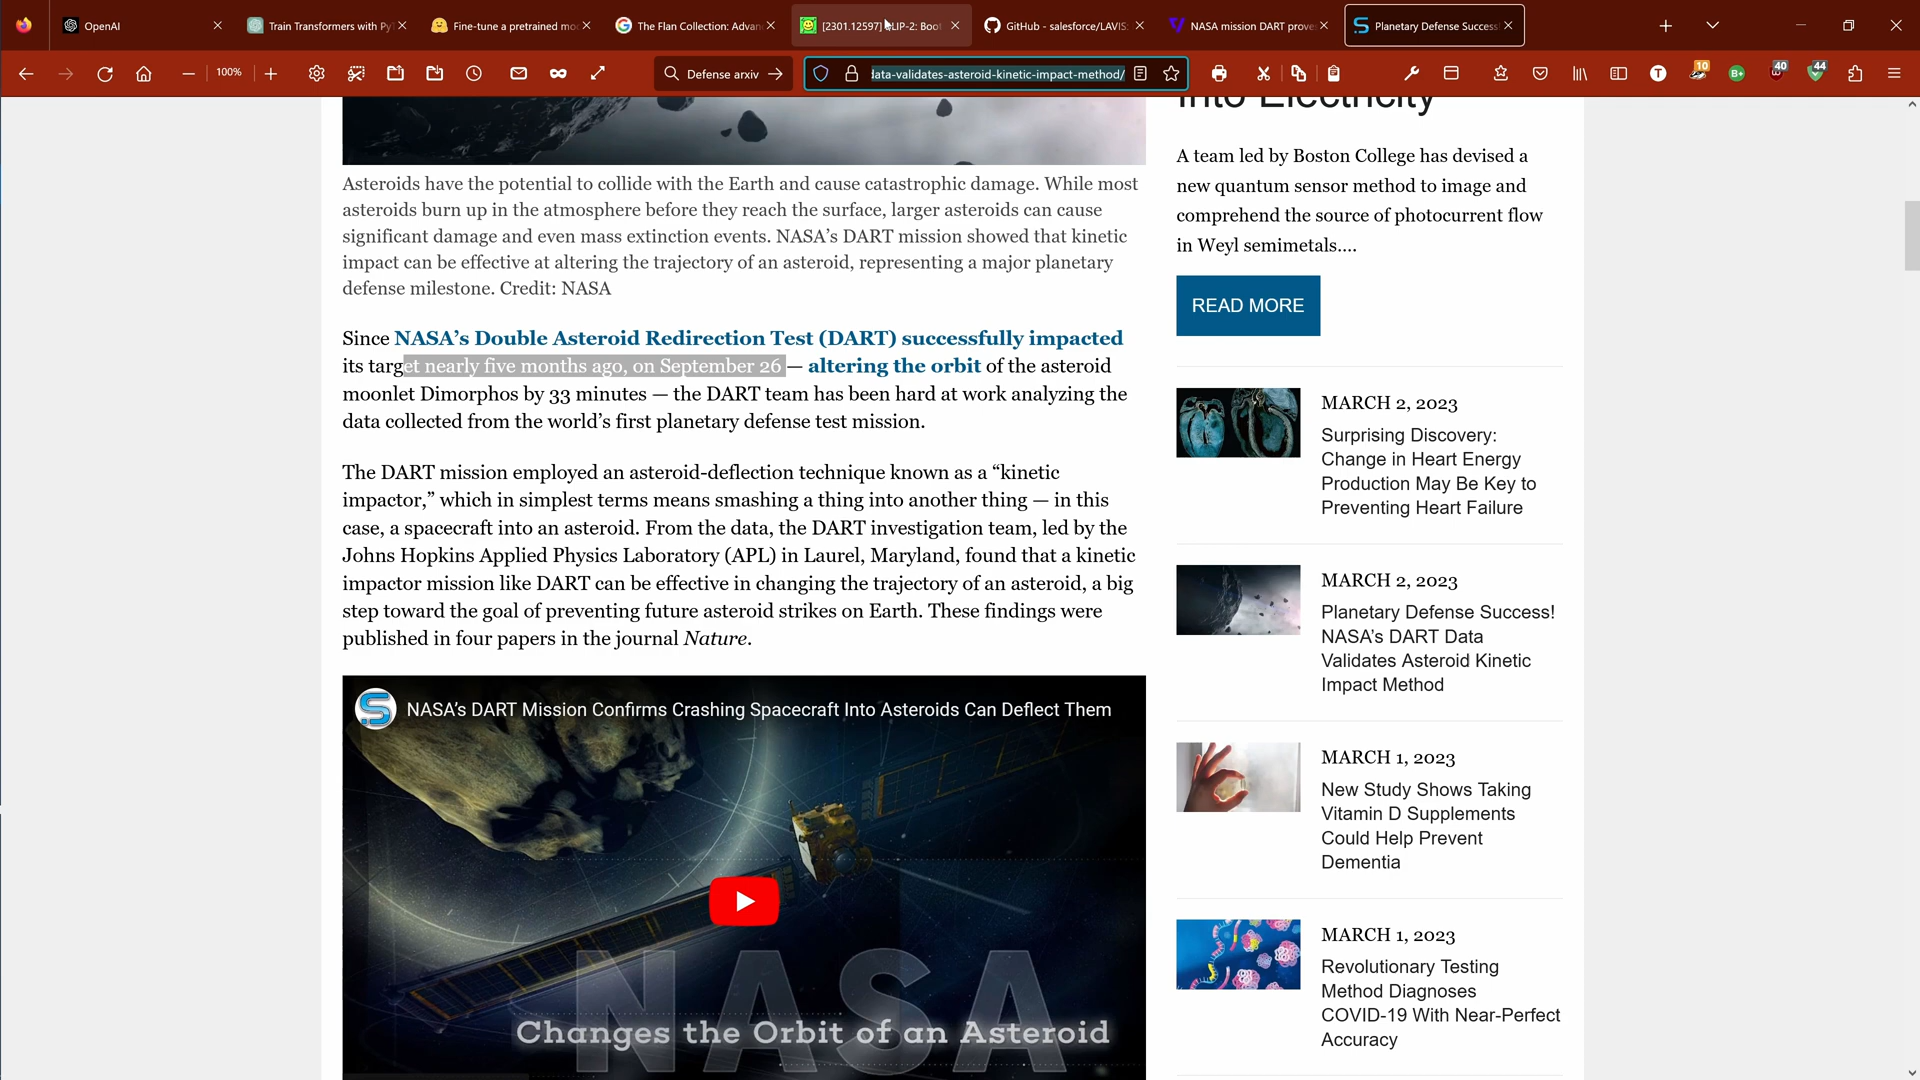 OpenAI
Train Transformers with PyT
Fine-tune a pretrained mo
The Flan Collection: Advan
[2301.12597] BLIP-2: Boot
GitHub - salesforce/LAVIS:
NASA mission DART prove
Planetary Defense Success!
100%
Defense arxiv
data-validates-asteroid-kinetic-impact-method/
T
10
B+
40
44
Into Electricity
A team led by Boston College has devised a
new quantum sensor method to image and
comprehend the source of photocurrent flow
in Weyl semimetals....
READ MORE
Asteroids have the potential to collide with the Earth and cause catastrophic damage. While most
asteroids burn up in the atmosphere before they reach the surface, larger asteroids can cause
significant damage and even mass extinction events. NASA’s DART mission showed that kinetic
impact can be effective at altering the trajectory of an asteroid, representing a major planetary
defense milestone. Credit: NASA
Since NASA’s Double Asteroid Redirection Test (DART) successfully impacted
its target nearly five months ago, on September 26 — altering the orbit of the asteroid
moonlet Dimorphos by 33 minutes — the DART team has been hard at work analyzing the
data collected from the world’s first planetary defense test mission.
The DART mission employed an asteroid-deflection technique known as a “kinetic
impactor,” which in simplest terms means smashing a thing into another thing — in this
case, a spacecraft into an asteroid. From the data, the DART investigation team, led by the
Johns Hopkins Applied Physics Laboratory (APL) in Laurel, Maryland, found that a kinetic
impactor mission like DART can be effective in changing the trajectory of an asteroid, a big
step toward the goal of preventing future asteroid strikes on Earth. These findings were
published in four papers in the journal Nature.
NASA’s DART Mission Confirms Crashing Spacecraft Into Asteroids Can Deflect Them
NASA
Changes the Orbit of an Asteroid
MARCH 2, 2023
Surprising Discovery:
Change in Heart Energy
Production May Be Key to
Preventing Heart Failure
MARCH 2, 2023
Planetary Defense Success!
NASA’s DART Data
Validates Asteroid Kinetic
Impact Method
MARCH 1, 2023
New Study Shows Taking
Vitamin D Supplements
Could Help Prevent
Dementia
MARCH 1, 2023
Revolutionary Testing
Method Diagnoses
COVID-19 With Near-Perfect
Accuracy